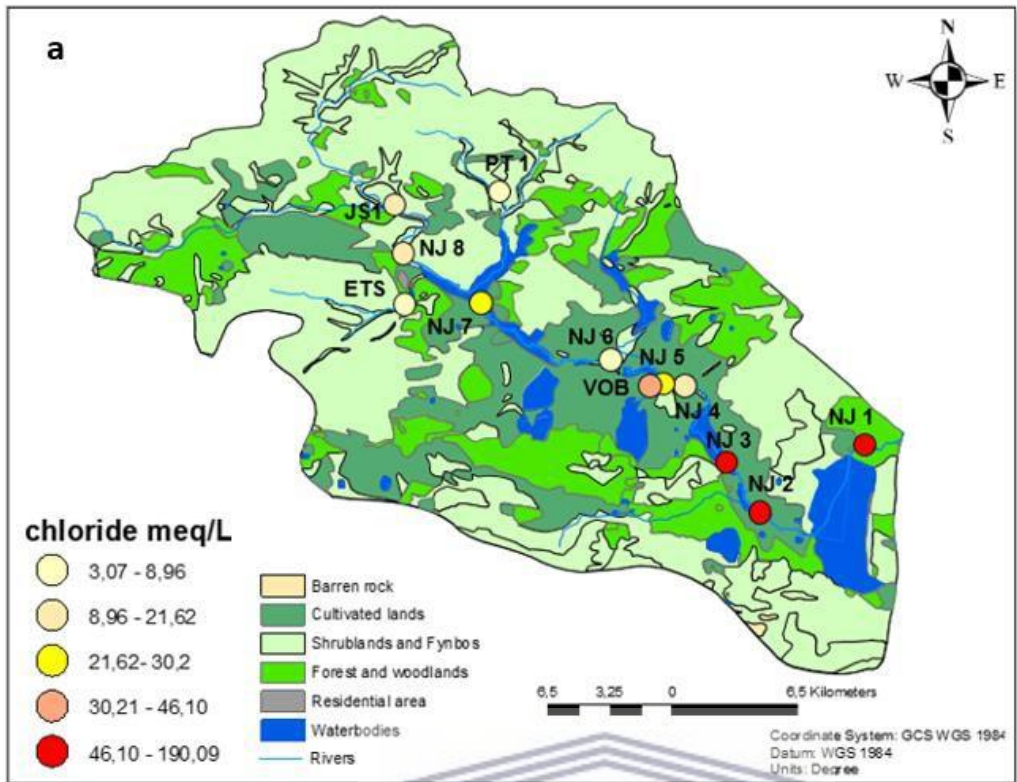 a
N
W E
S
PT 1
JS1
NJ 8
ETS
NJ 7
NJ 6
NJ 5
VOB
NJ 4
NJ 1
NJ 3
NJ 2
chloride meq/L
3,07 - 8,96
8,96 - 21,62
21,62- 30,2
30,21 - 46,10
46,10 - 190,09
Barren rock
Cultivated lands
Shrublands and Fynbos
Forest and woodlands
Residential area
Waterbodies
Rivers
6,5 3,25 0 6,5 Kilometers
Coordinate System: GCS WGS 1984
Datum: WGS 1984
Units: Degree